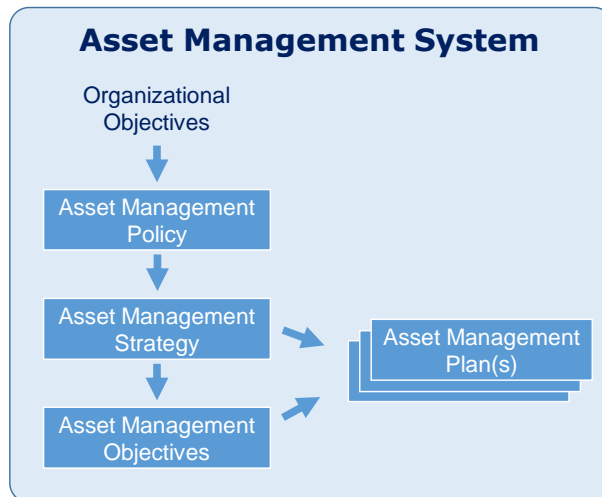 Asset Management System
Organizational
Objectives
Asset Management
Policy
Asset Management
Strategy
Asset Management
Plan(s)
Asset Management
Objectives